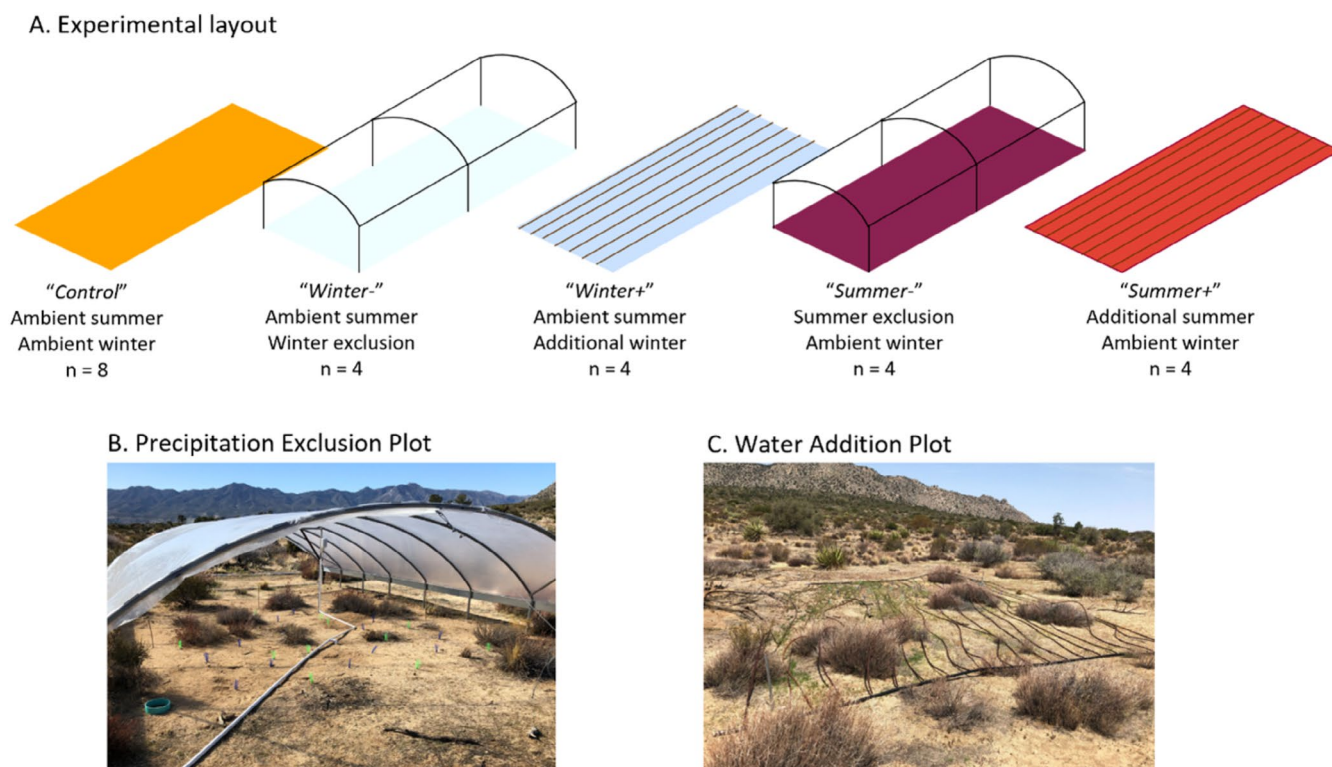 A. Experimental layout
“Control”
Ambient summer
Ambient winter
n = 8
“Winter-”
Ambient summer
Winter exclusion
n = 4
“Winter+”
Ambient summer
Additional winter
n = 4
“Summer-”
Summer exclusion
Ambient winter
n = 4
“Summer+”
Additional summer
Ambient winter
n = 4
B. Precipitation Exclusion Plot
C. Water Addition Plot